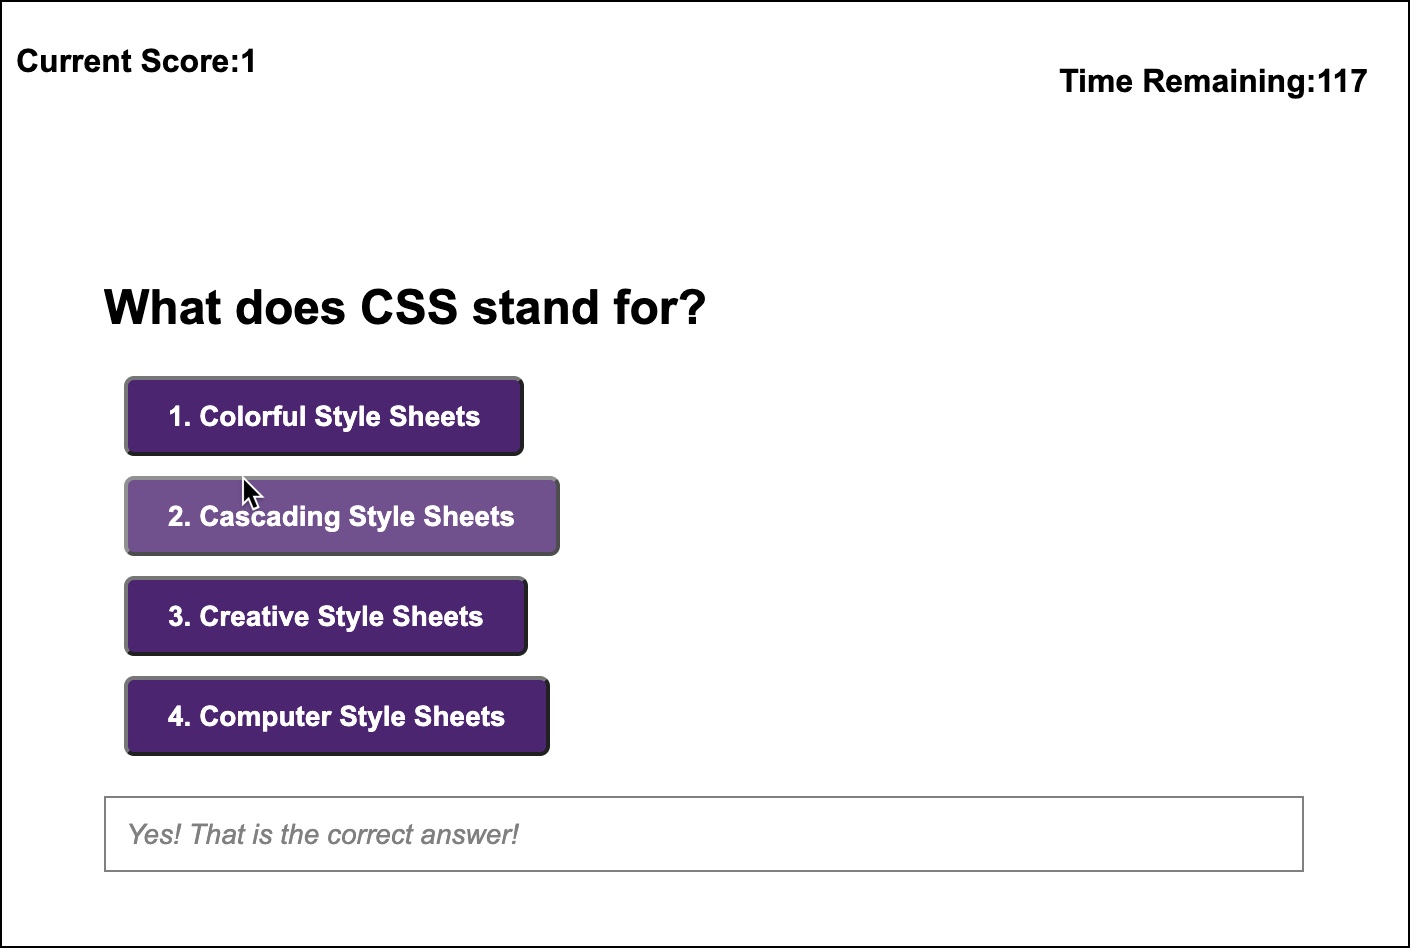 Current Score:1
Time Remaining:117
What does CSS stand for?
1. Colorful Style Sheets
2. Cascading Style Sheets
3. Creative Style Sheets
4. Computer Style Sheets
Yes! That is the correct answer!